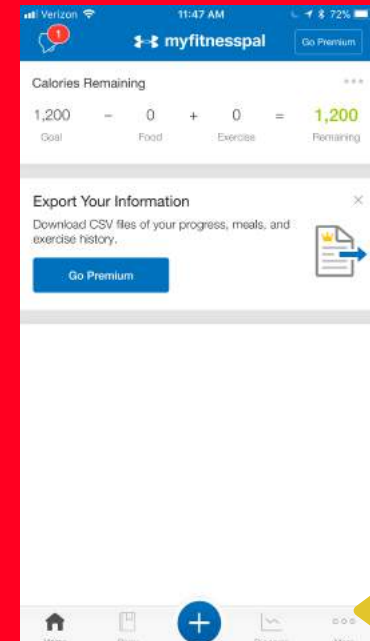 Verizon 11:47 AM 72%
1
myfitnesspal
Go Premium
Calories Remaining
1,200 - 0 + 0 = 1,200
Goal Food Exercise Remaining
Export Your Information
Download CSV files of your progress, meals, and
exercise history.
Go Premium